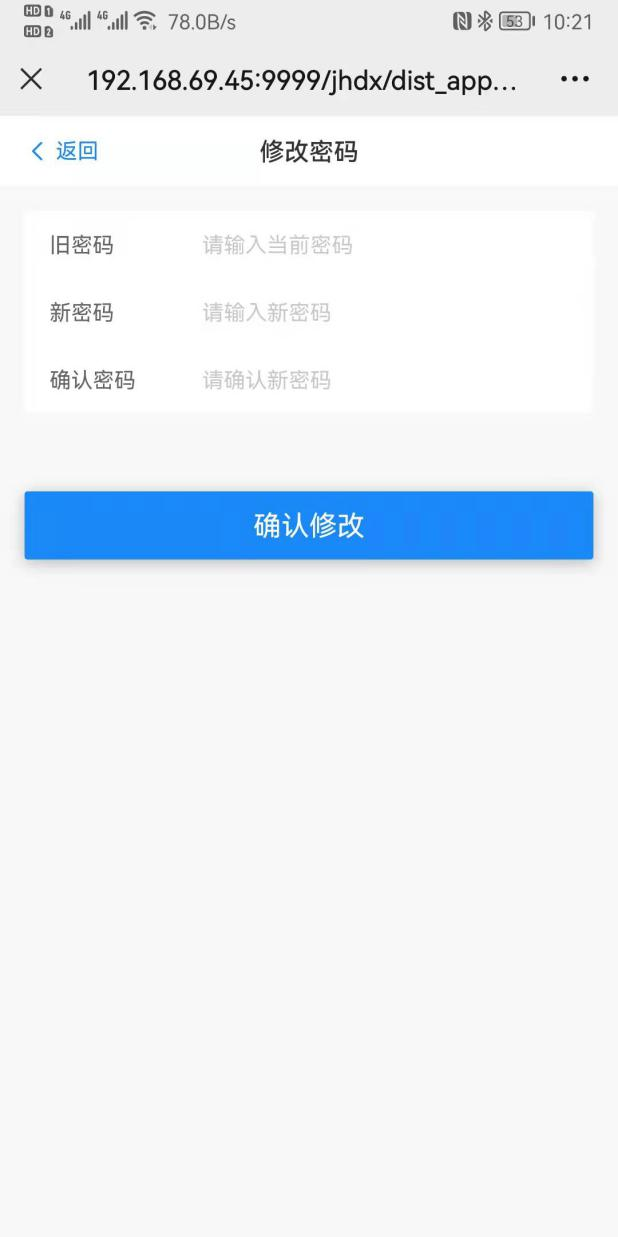 HD 1 4G 4G 78.0B/s 53 10:21
HD 2
192.168.69.45:9999/jhdx/dist_app...
返回 修改密码
旧密码 请输入当前密码
新密码 请输入新密码
确认密码 请确认新密码
确认修改